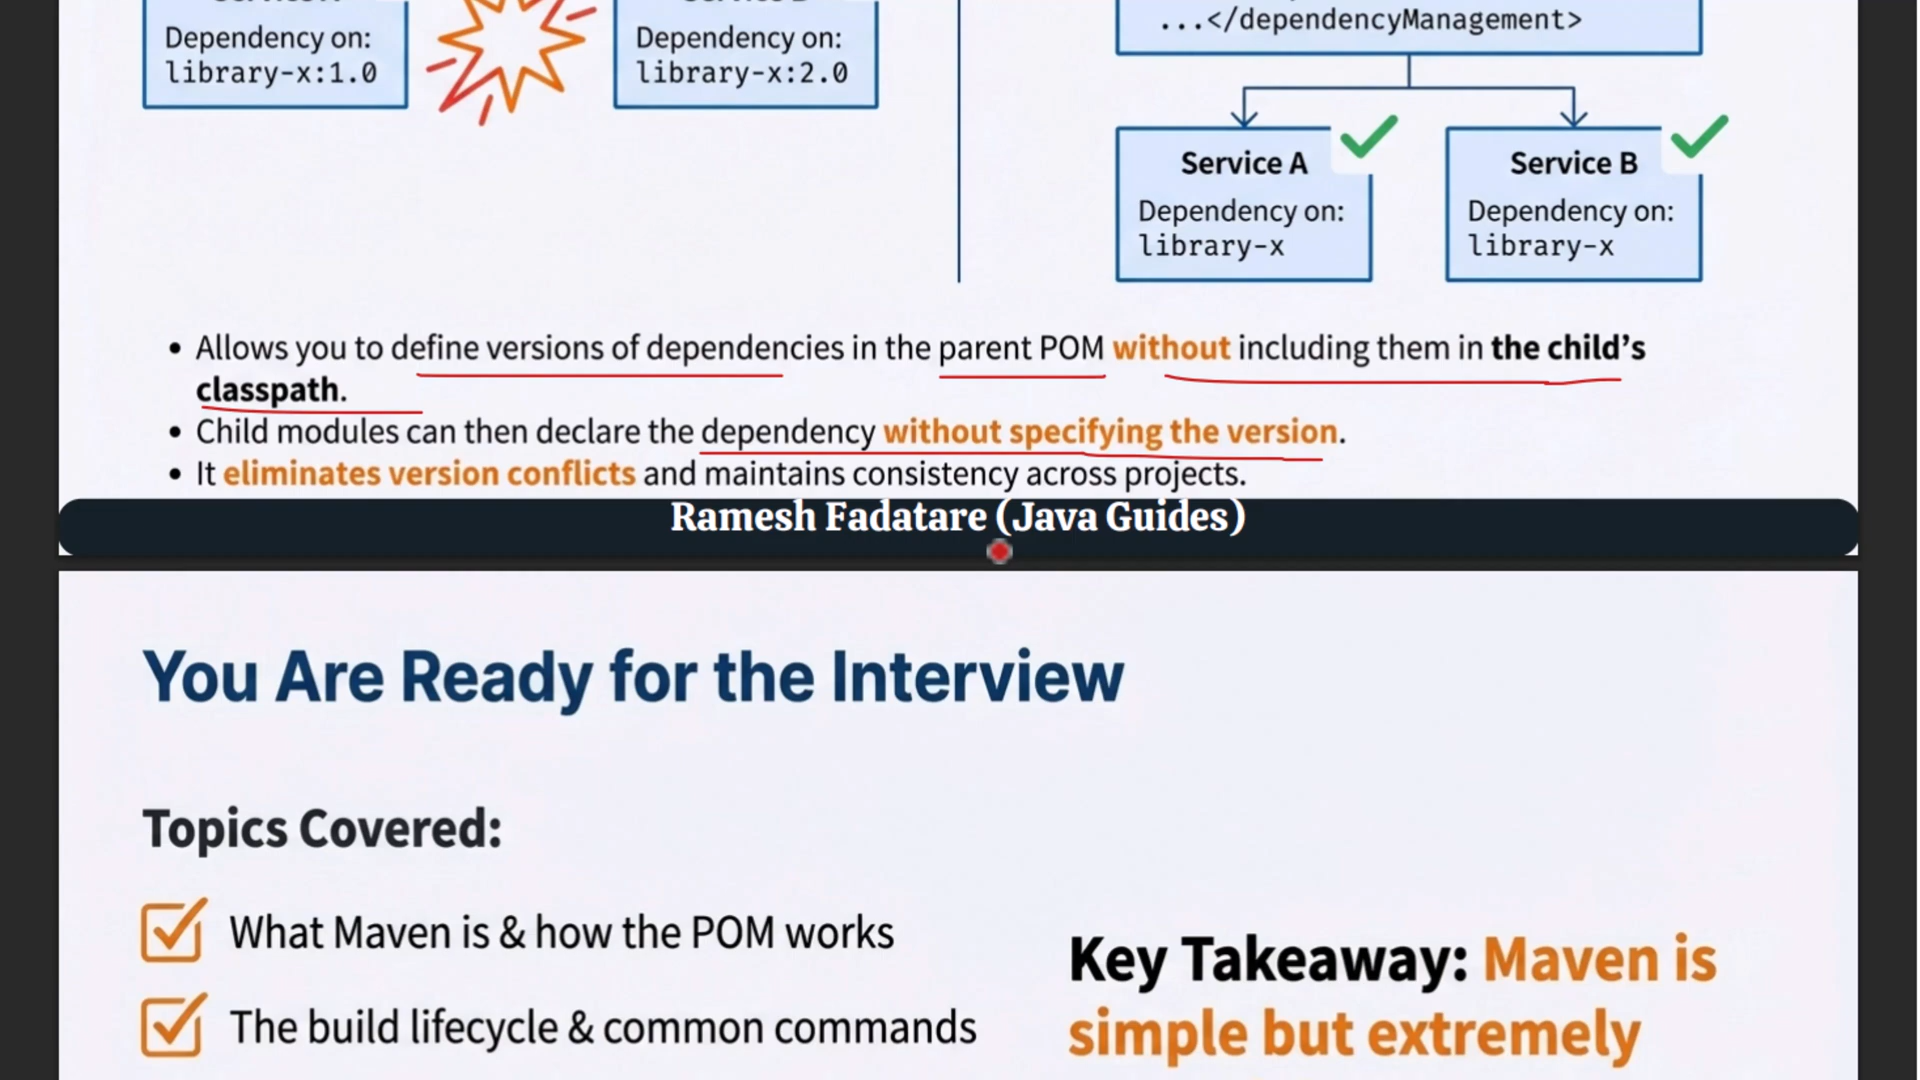 Dependency on:
library-x:1.0
Dependency on:
library-x:2.0
...</dependencyManagement>
Service A
Dependency on:
library-x
Service B
Dependency on:
library-x
• Allows you to define versions of dependencies in the parent POM without including them in the child's
classpath.
• Child modules can then declare the dependency without specifying the version.
• It eliminates version conflicts and maintains consistency across projects.
Ramesh Fadatare (Java Guides)
You Are Ready for the Interview
Topics Covered:
What Maven is & how the POM works
The build lifecycle & common commands
Key Takeaway: Maven is
simple but extremely